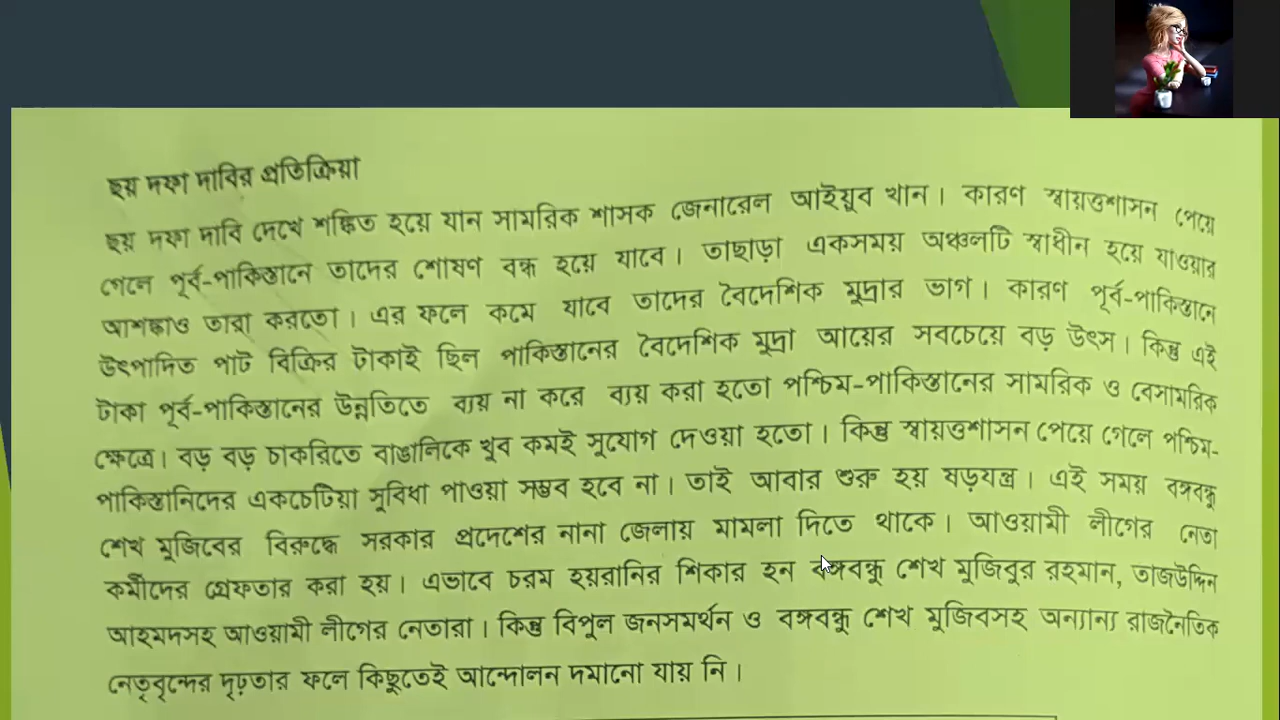 ছয় দফা দাবির প্রতিক্রিয়া
ছয় দফা দাবি দেখে শঙ্কিত হয়ে যান সামরিক শাসক জেনারেল আইয়ুব খান। কারণ স্বায়ত্তশাসন পেয়ে
গেলে পূর্ব-পাকিস্তানে তাদের শোষণ বন্ধ হয়ে যাবে। তাছাড়া একসময় অঞ্চলটি স্বাধীন হয়ে যাওয়ার
আশঙ্কাও তারা করতো। এর ফলে কমে যাবে তাদের বৈদেশিক মুদ্রার ভাগ। কারণ পূর্ব-পাকিস্তানে
উৎপাদিত পাট বিক্রির টাকাই ছিল পাকিস্তানের বৈদেশিক মুদ্রা আয়ের সবচেয়ে বড় উৎস। কিন্তু এই
টাকা পূর্ব-পাকিস্তানের উন্নতিতে ব্যয় না করে ব্যয় করা হতো পশ্চিম-পাকিস্তানের সামরিক ও বেসামরিক
ক্ষেত্রে। বড় বড় চাকরিতে বাঙালিকে খুব কমই সুযোগ দেওয়া হতো। কিন্তু স্বায়ত্তশাসন পেয়ে গেলে পশ্চিম-
পাকিস্তানিদের একচেটিয়া সুবিধা পাওয়া সম্ভব হবে না। তাই আবার শুরু হয় ষড়যন্ত্র। এই সময় বঙ্গবন্ধু
শেখ মুজিবের বিরুদ্ধে সরকার প্রদেশের নানা জেলায় মামলা দিতে থাকে। আওয়ামী লীগের নেতা
কর্মীদের গ্রেফতার করা হয়। এভাবে চরম হয়রানির শিকার হন বঙ্গবন্ধু শেখ মুজিবুর রহমান, তাজউদ্দিন
আহমদসহ আওয়ামী লীগের নেতারা। কিন্তু বিপুল জনসমর্থন ও বঙ্গবন্ধু শেখ মুজিবসহ অন্যান্য রাজনৈতিক
নেতৃবৃন্দের দৃঢ়তার ফলে কিছুতেই আন্দোলন দমানো যায় নি।